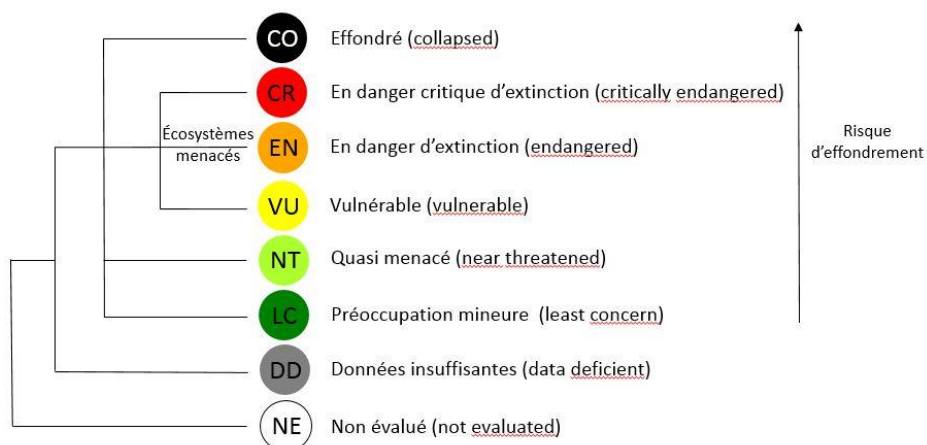 CO Effondré (collapsed)
CR En danger critique d'extinction (critically endangered)
Écosystèmes
menacés
EN En danger d'extinction (endangered)
Risque
d'effondrement
VU Vulnérable (vulnerable)
NT Quasi menacé (near threatened)
LC Préoccupation mineure (least concern)
DD Données insuffisantes (data deficient)
NE Non évalué (not evaluated)